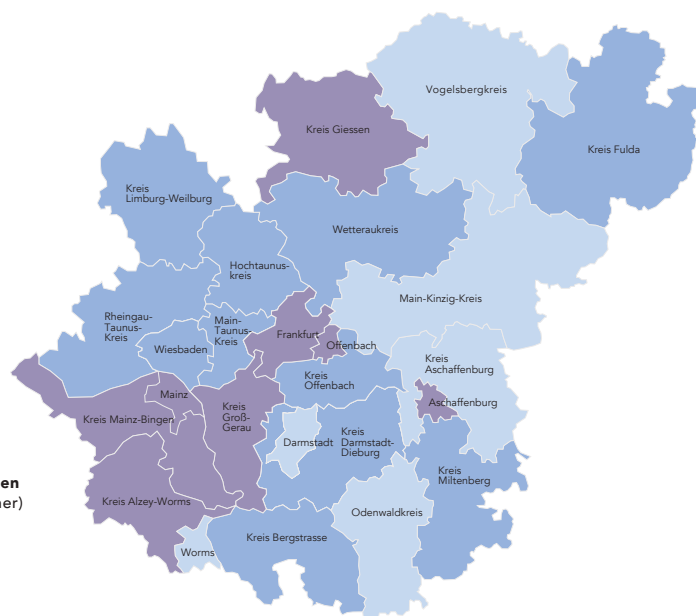 Vogelsbergkreis
Kreis Giessen
Kreis Fulda
Kreis
Limburg-Weilburg
Wetteraukreis
Hochtaunus-
kreis
Main-Kinzig-Kreis
Rheingau-
Taunus-
Kreis
Main-
Taunus-
Kreis
Frankfurt
Offenbach
Wiesbaden
Kreis
Aschaffenburg
Kreis
Offenbach
Mainz
Aschaffenburg
Kreis Mainz-Bingen
Kreis
Groß-
Gerau
Darmstadt
Kreis
Darmstadt-
Dieburg
Kreis
Miltenberg
en
er)
Kreis Alzey-Worms
Odenwaldkreis
Worms
Kreis Bergstrasse